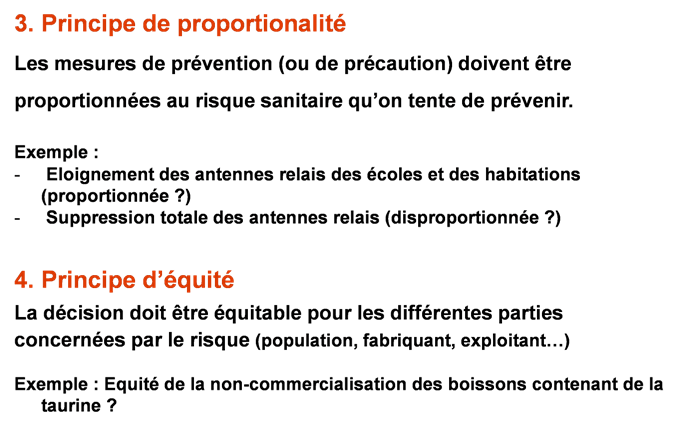 3. Principe de proportionalité
Les mesures de prévention (ou de précaution) doivent être
proportionnées au risque sanitaire qu’on tente de prévenir.
Exemple :
- Eloignement des antennes relais des écoles et des habitations
(proportionnée ?)
- Suppression totale des antennes relais (disproportionnée ?)
4. Principe d’équité
La décision doit être équitable pour les différentes parties
concernées par le risque (population, fabriquant, exploitant…)
Exemple : Equité de la non-commercialisation des boissons contenant de la
taurine ?